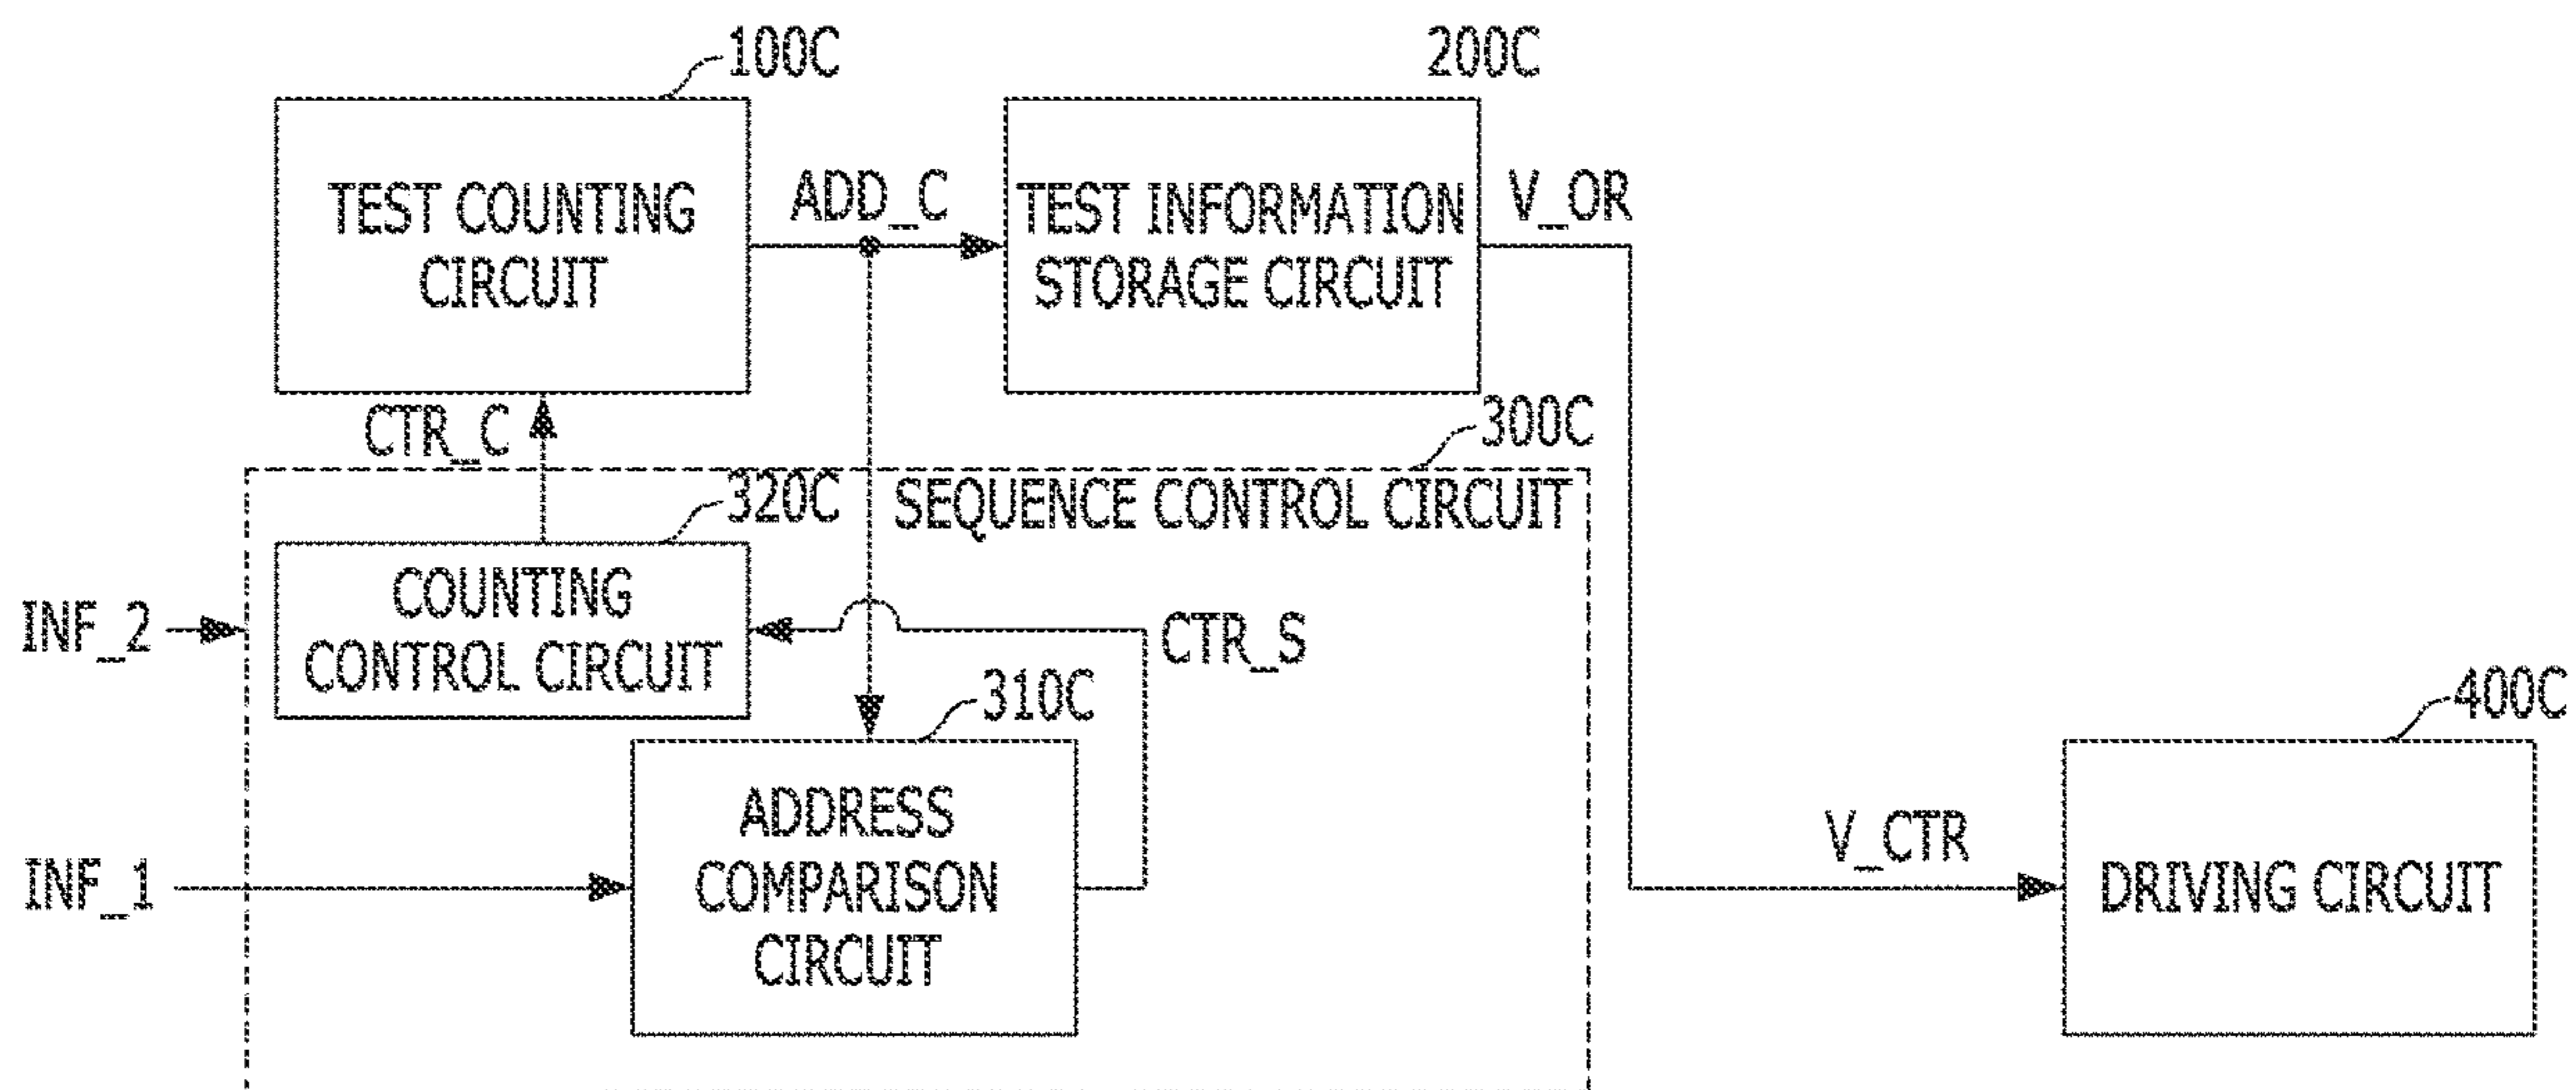 100C
200C
TEST COUNTING
CIRCUIT
ADD_C
TEST INFORMATION
STORAGE CIRCUIT
V_OR
CTR_C
300C
320C
SEQUENCE CONTROL CIRCUIT
COUNTING
CONTROL CIRCUIT
INF_2
CTR_S
310C
400C
ADDRESS
COMPARISON
CIRCUIT
INF_1
V_CTR
DRIVING CIRCUIT